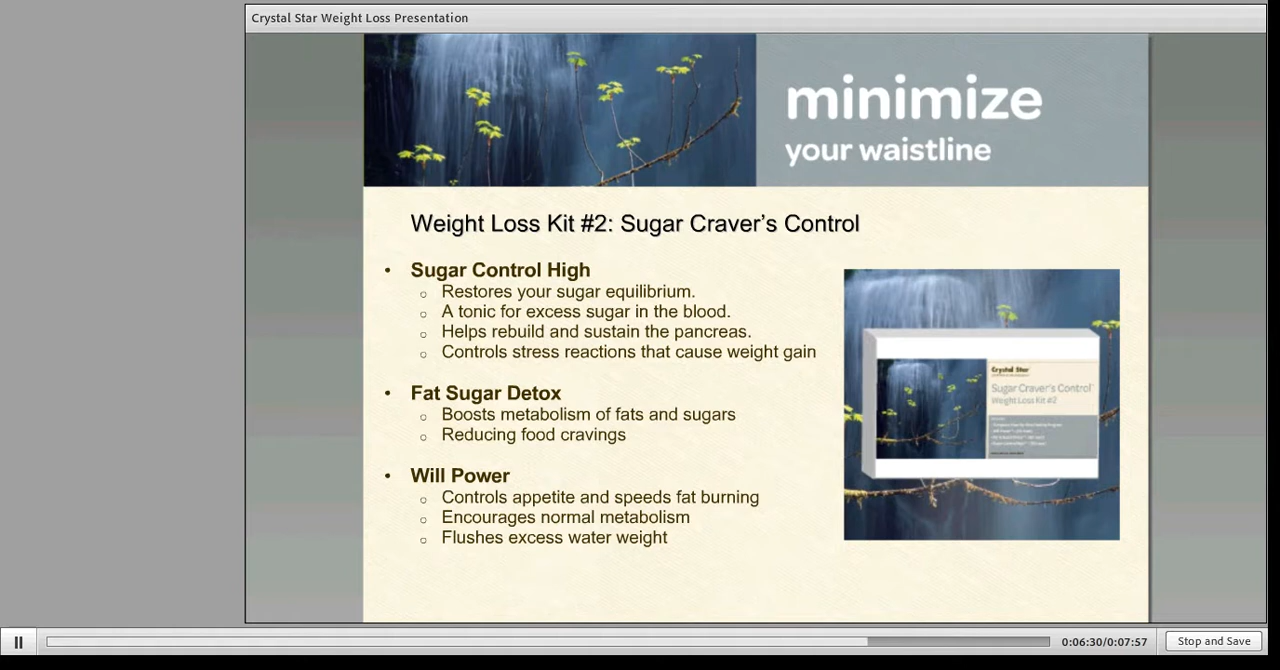 Crystal Star Weight Loss Presentation
minimize
your waistline
Weight Loss Kit #2: Sugar Craver's Control
• Sugar Control High
o Restores your sugar equilibrium.
o A tonic for excess sugar in the blood.
o Helps rebuild and sustain the pancreas.
o Controls stress reactions that cause weight gain
• Fat Sugar Detox
o Boosts metabolism of fats and sugars
o Reducing food cravings
• Will Power
o Controls appetite and speeds fat burning
o Encourages normal metabolism
o Flushes excess water weight
Crystal Star
Sugar Craver's Control
Weight Loss Kit #2
0:06:30/0:07:57
Stop and Save